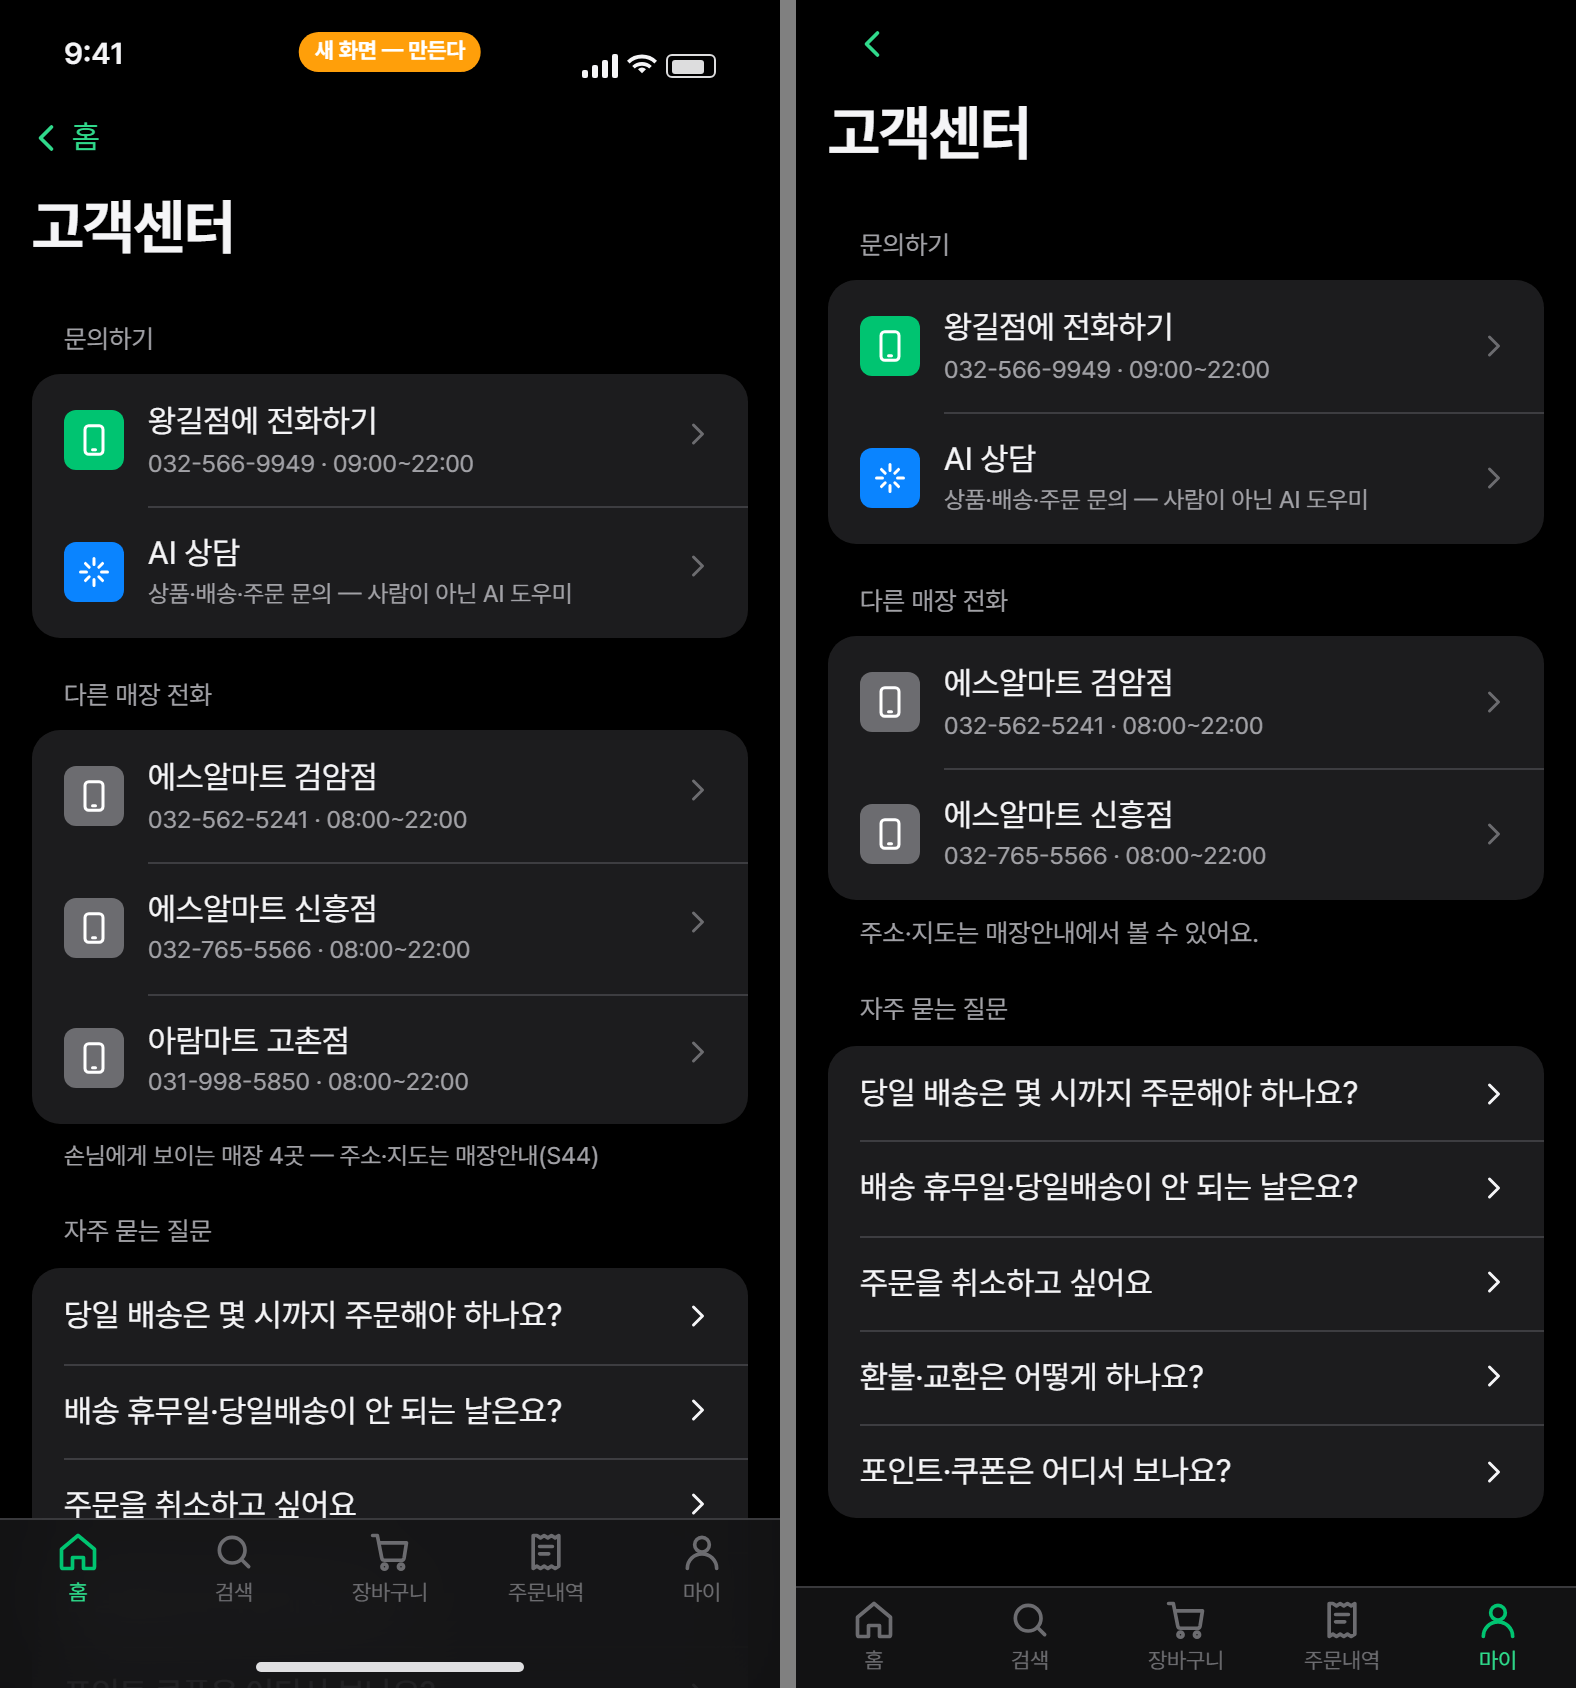 9:41
새 화면 — 만든다
홈
고객센터
문의하기
왕길점에 전화하기
032-566-9949 · 09:00~22:00
AI 상담
상품·배송·주문 문의 — 사람이 아닌 AI 도우미
다른 매장 전화
에스알마트 검암점
032-562-5241 · 08:00~22:00
에스알마트 신흥점
032-765-5566 · 08:00~22:00
아람마트 고촌점
031-998-5850 · 08:00~22:00
손님에게 보이는 매장 4곳 — 주소·지도는 매장안내(S44)
자주 묻는 질문
당일 배송은 몇 시까지 주문해야 하나요?
배송 휴무일·당일배송이 안 되는 날은요?
주문을 취소하고 싶어요
홈 검색 장바구니 주문내역 마이
포인트·쿠폰은 어디서 보나요?
고객센터
문의하기
왕길점에 전화하기
032-566-9949 · 09:00~22:00
AI 상담
상품·배송·주문 문의 — 사람이 아닌 AI 도우미
다른 매장 전화
에스알마트 검암점
032-562-5241 · 08:00~22:00
에스알마트 신흥점
032-765-5566 · 08:00~22:00
주소·지도는 매장안내에서 볼 수 있어요.
자주 묻는 질문
당일 배송은 몇 시까지 주문해야 하나요?
배송 휴무일·당일배송이 안 되는 날은요?
주문을 취소하고 싶어요
환불·교환은 어떻게 하나요?
포인트·쿠폰은 어디서 보나요?
홈 검색 장바구니 주문내역 마이